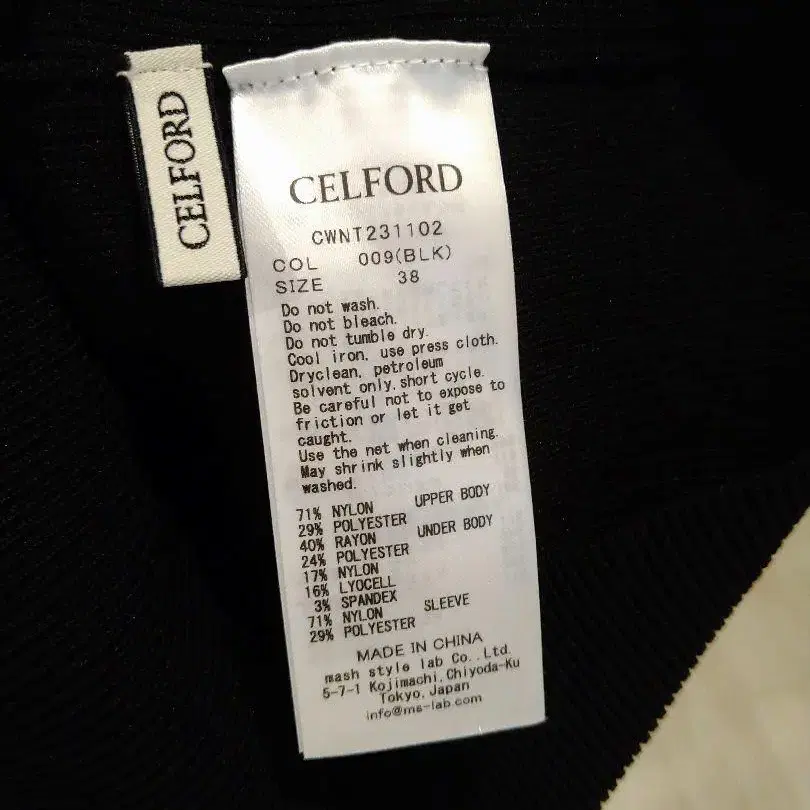 CELFORD
CELFORD
CWNT231102
COL 009(BLK)
SIZE 38
Do not wash.
Do not bleach.
Do not tumble dry.
Cool iron, use press cloth.
Dryclean, petroleum
solvent only, short cycle.
Be careful not to expose to
friction or let it get
caught.
Use the net when cleaning.
May shrink slightly when
washed.
71% NYLON UPPER BODY
29% POLYESTER
40% RAYON UNDER BODY
24% POLYESTER
17% NYLON
16% LYOCELL
3% SPANDEX
71% NYLON SLEEVE
29% POLYESTER
MADE IN CHINA
mash style lab Co.,Ltd.
5-7-1 Kojimachi,Chiyoda-Ku
Tokyo,Japan
info@ms-lab.com